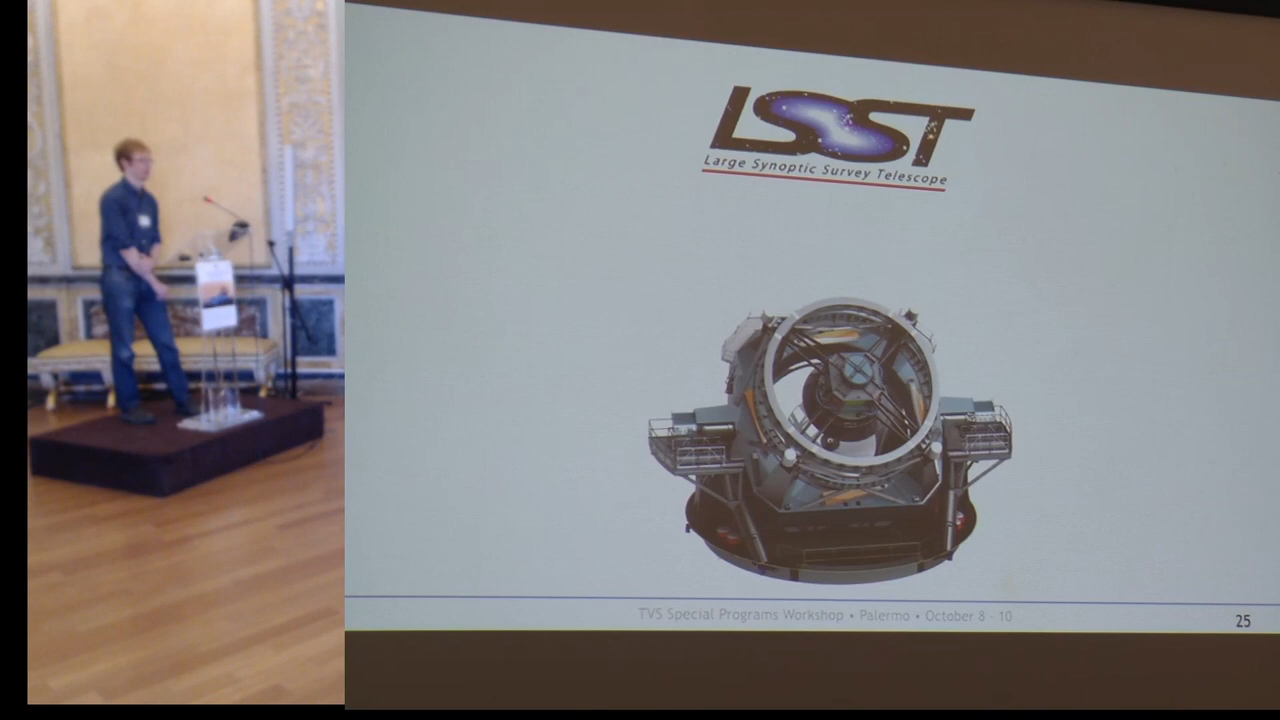 LSST
Large Synoptic Survey Telescope
TVS Special Programs Workshop • Palermo • October 8 - 10
25